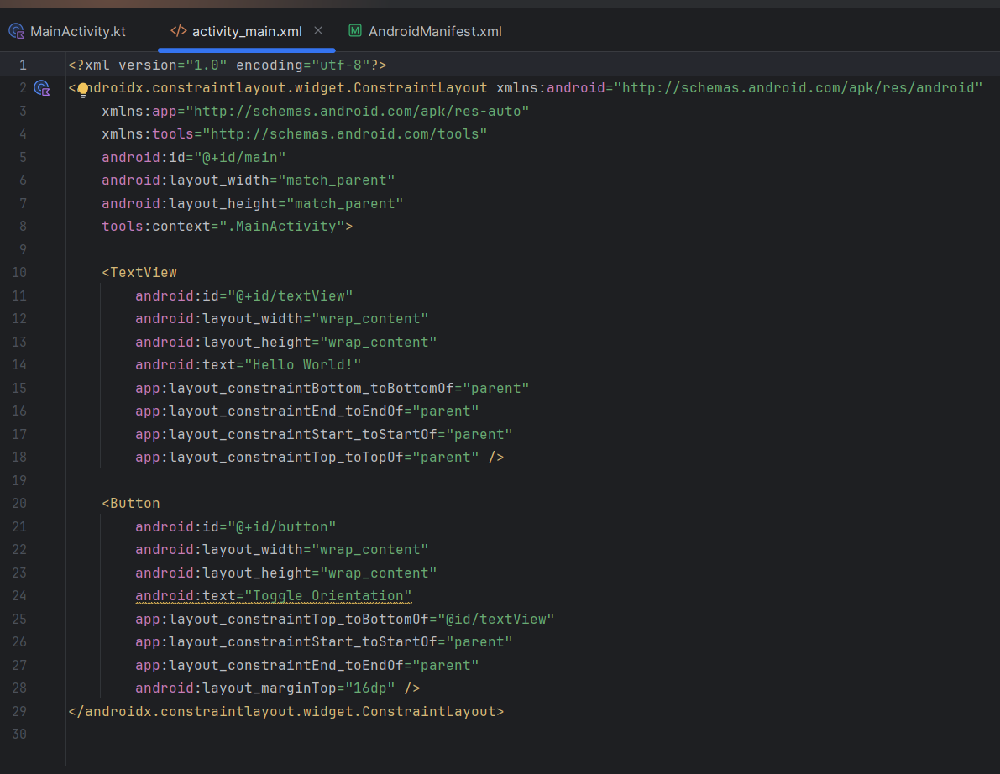 MainActivity.kt
activity_main.xml
AndroidManifest.xml
1 <?xml version="1.0" encoding="utf-8"?>
2 <androidx.constraintlayout.widget.ConstraintLayout xmlns:android="http://schemas.android.com/apk/res/android"
3 xmlns:app="http://schemas.android.com/apk/res-auto"
4 xmlns:tools="http://schemas.android.com/tools"
5 android:id="@+id/main"
6 android:layout_width="match_parent"
7 android:layout_height="match_parent"
8 tools:context=".MainActivity">
9
10 <TextView
11 android:id="@+id/textView"
12 android:layout_width="wrap_content"
13 android:layout_height="wrap_content"
14 android:text="Hello World!"
15 app:layout_constraintBottom_toBottomOf="parent"
16 app:layout_constraintEnd_toEndOf="parent"
17 app:layout_constraintStart_toStartOf="parent"
18 app:layout_constraintTop_toTopOf="parent" />
19
20 <Button
21 android:id="@+id/button"
22 android:layout_width="wrap_content"
23 android:layout_height="wrap_content"
24 android:text="Toggle Orientation"
25 app:layout_constraintTop_toBottomOf="@id/textView"
26 app:layout_constraintStart_toStartOf="parent"
27 app:layout_constraintEnd_toEndOf="parent"
28 android:layout_marginTop="16dp" />
29 </androidx.constraintlayout.widget.ConstraintLayout>
30